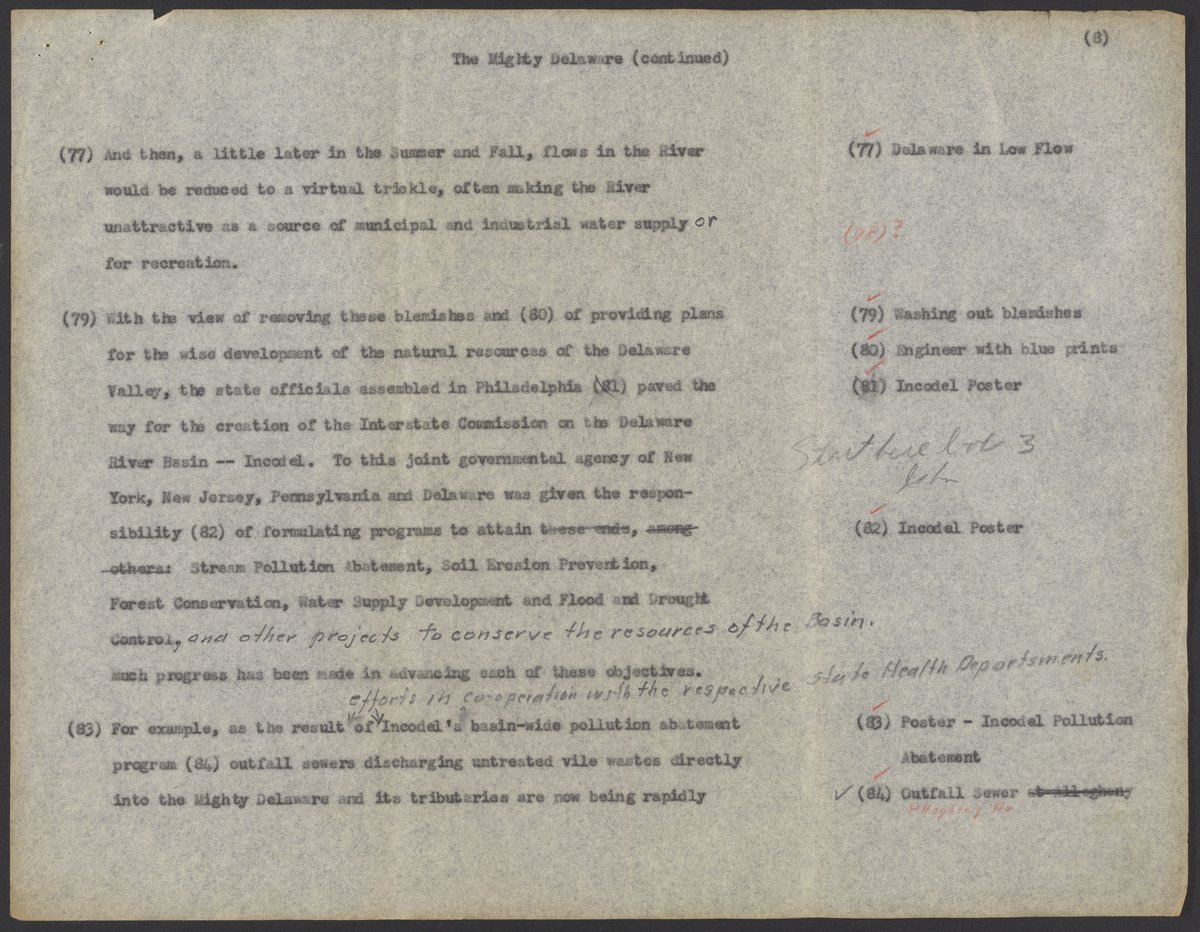 (8)
The Mighty Delaware (continued)
(77) And then, a little later in the Summer and Fall, flows in the River
would be reduced to a virtual trickle, often making the River
unattractive as a source of municipal and industrial water supply or
for recreation.
(77) Delaware in Low Flow
(78)?
(79) With the view of removing these blemishes and (80) of providing plans
for the wise development of the natural resources of the Delaware
Valley, the state officials assembled in Philadelphia (81) paved the
way for the creation of the Interstate Commission on the Delaware
River Basin -- Incodel. To this joint governmental agency of New
York, New Jersey, Pennsylvania and Delaware was given the respon-
sibility (82) of formulating programs to attain these ends, among
others: Stream Pollution Abatement, Soil Erosion Prevention,
Forest Conservation, Water Supply Development and Flood and Drought
Control, and other projects to conserve the resources of the Basin.
Much progress has been made in advancing each of these objectives.
(79) Washing out blemishes
(80) Engineer with blue prints
(81) Incodel Poster
Start here 3
(82) Incodel Poster
efforts in co-operation with the respective State Health Departsments.
(83) For example, as the result of Incodel's basin-wide pollution abatement
program (84) outfall sewers discharging untreated vile wastes directly
into the Mighty Delaware and its tributaries are now being rapidly
(83) Poster - Incodel Pollution
Abatement
(84) Outfall Sewer at Allegheny